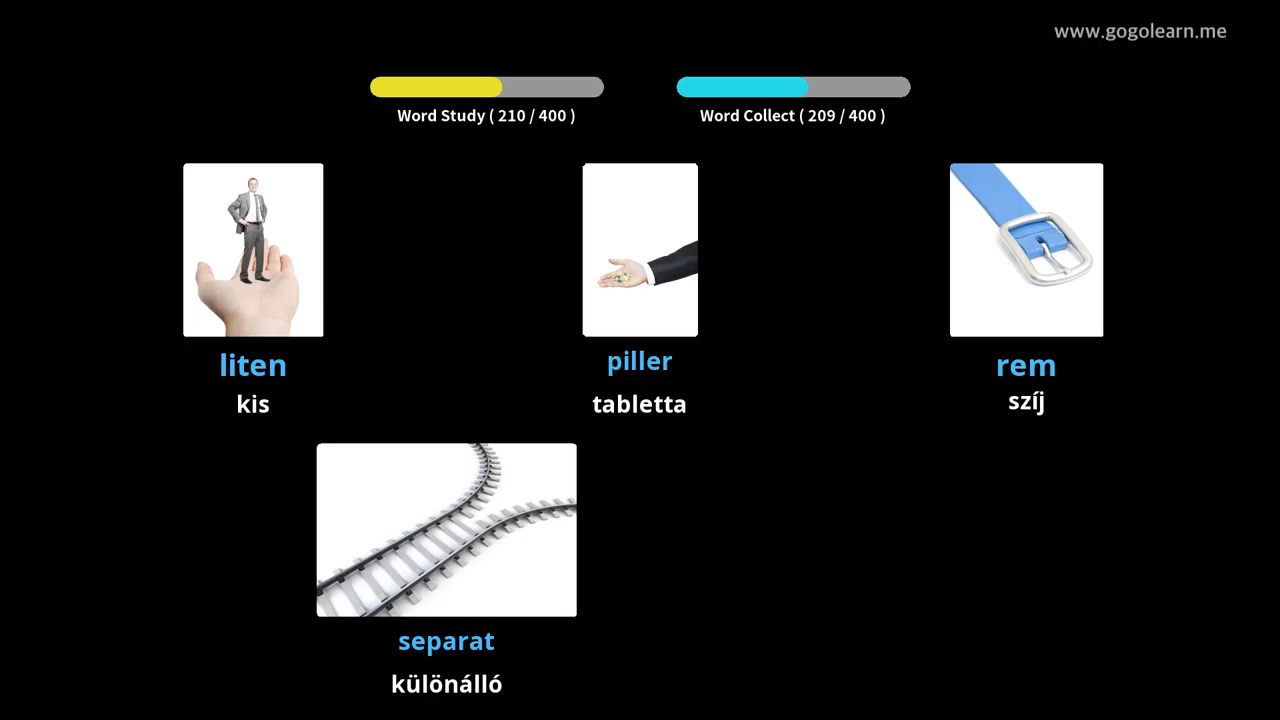 www.gogolearn.me
Word Study ( 210 / 400 )
Word Collect ( 209 / 400 )
liten
kis
piller
tabletta
rem
szíj
separat
különálló